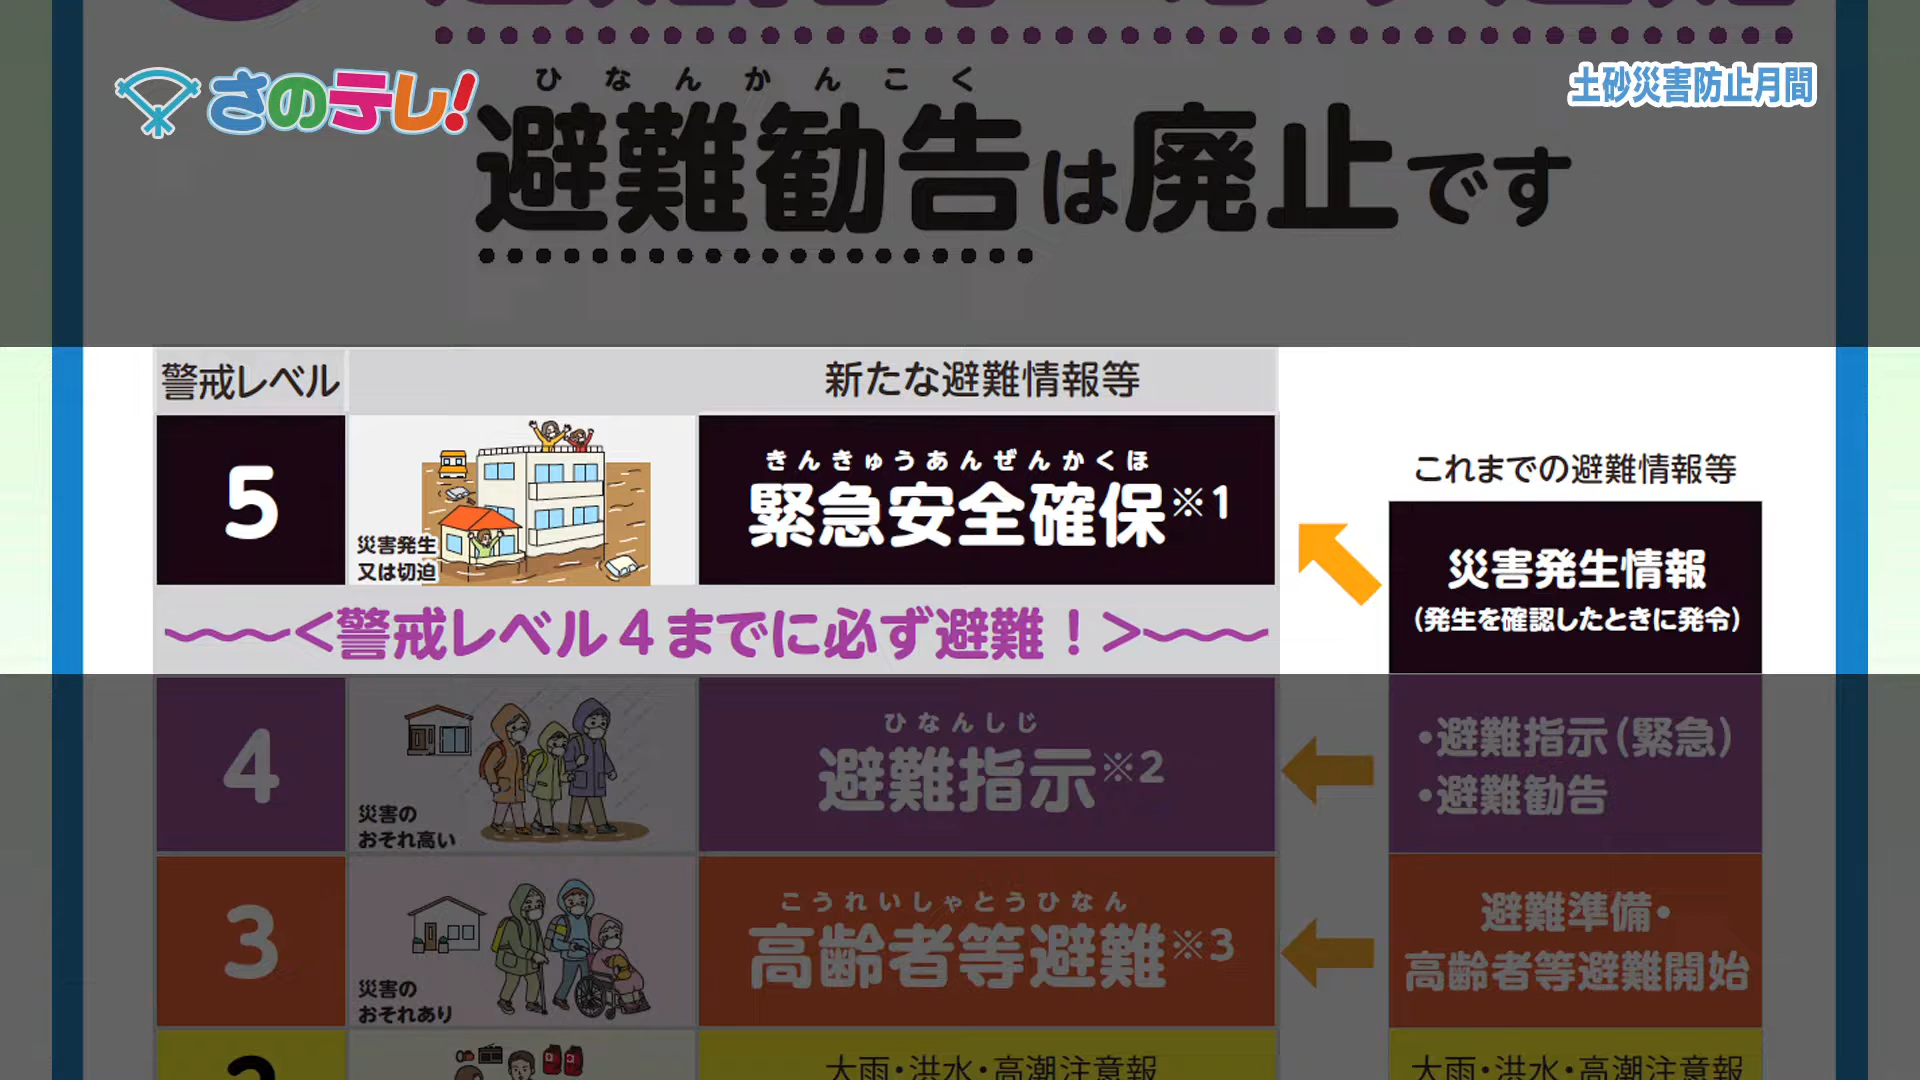 さのテレ!
土砂災害防止月間
ひなんかんこく
避難勧告は廃止です
警戒レベル
新たな避難情報等
5
災害発生
又は切迫
きんきゅうあんぜんかくほ
緊急安全確保※1
これまでの避難情報等
災害発生情報
(発生を確認したときに発令)
<警戒レベル4までに必ず避難!>
4
災害の
おそれ高い
ひなんしじ
避難指示※2
・避難指示(緊急)
・避難勧告
3
災害の
おそれあり
こうれいしゃとうひなん
高齢者等避難※3
避難準備・
高齢者等避難開始
2
大雨・洪水・高潮注意報
大雨・洪水・高潮注意報